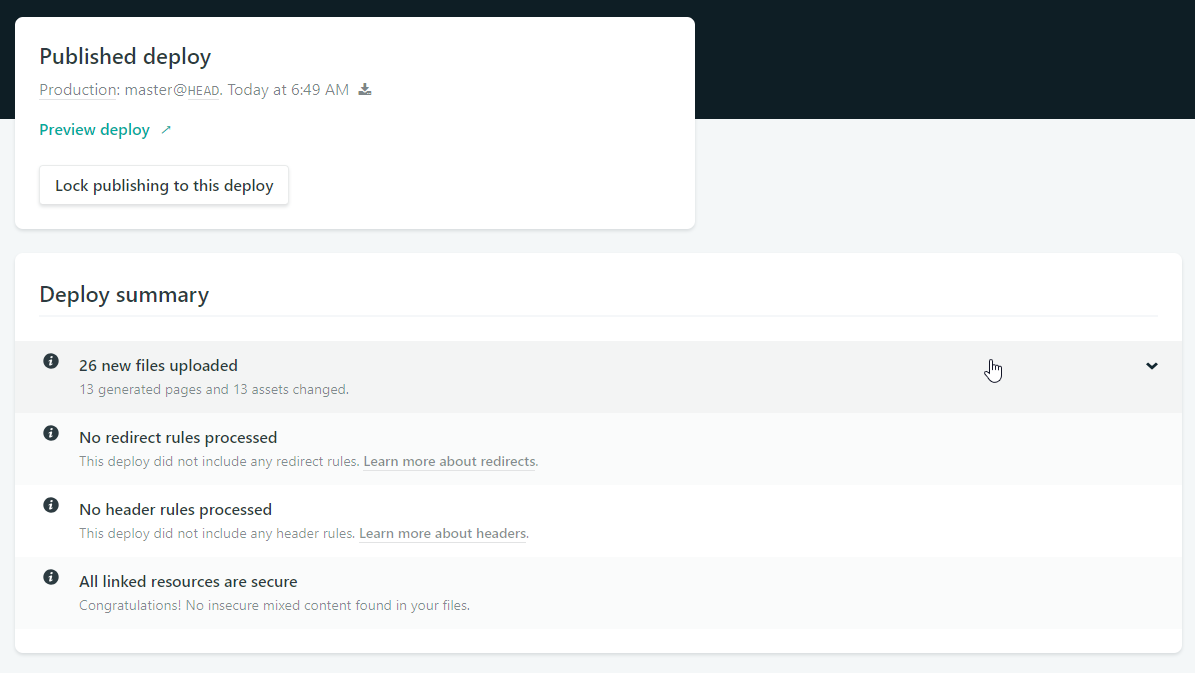 Published deploy
Production: master@HEAD. Today at 6:49 AM
Preview deploy ↗
Lock publishing to this deploy
Deploy summary
26 new files uploaded
13 generated pages and 13 assets changed.
No redirect rules processed
This deploy did not include any redirect rules. Learn more about redirects.
No header rules processed
This deploy did not include any header rules. Learn more about headers.
All linked resources are secure
Congratulations! No insecure mixed content found in your files.